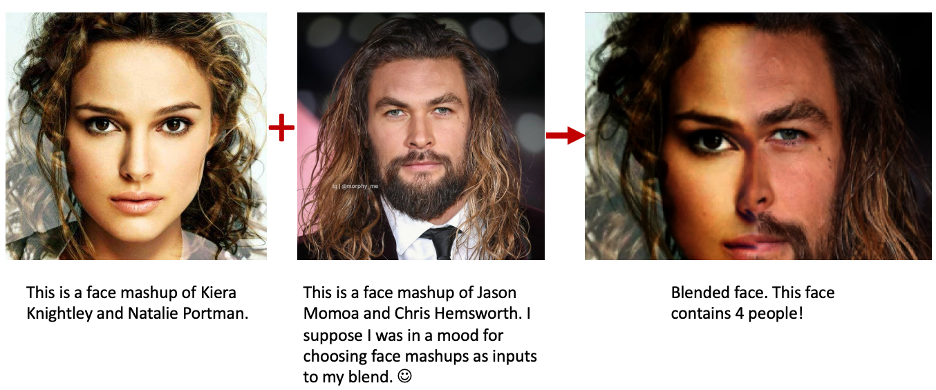 ig | @morphy_me
This is a face mashup of Kiera
Knightley and Natalie Portman.
This is a face mashup of Jason
Momoa and Chris Hemsworth. I
suppose I was in a mood for
choosing face mashups as inputs
to my blend. ☺
Blended face. This face
contains 4 people!